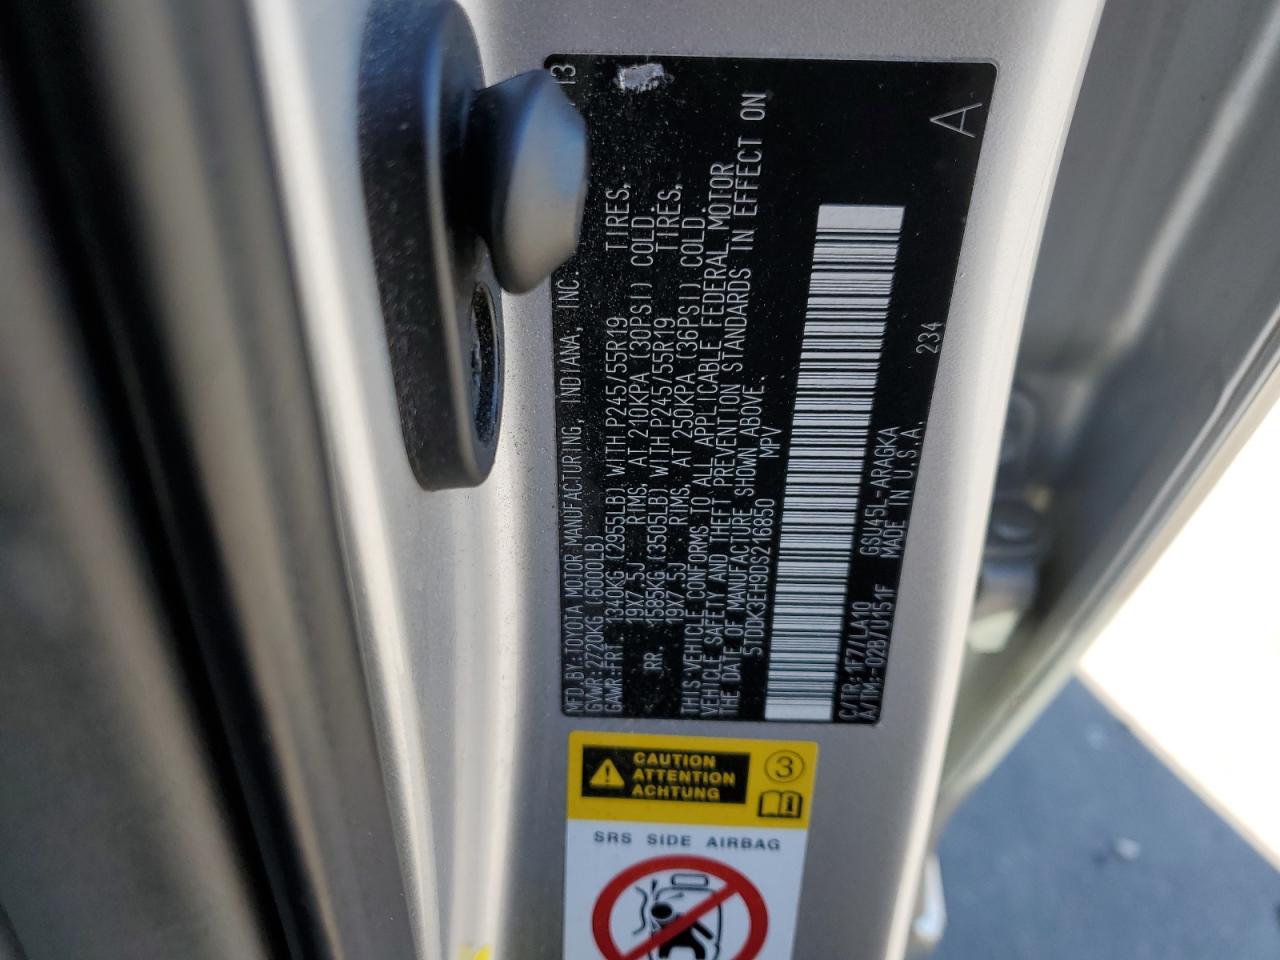 MFD.BY:TOYOTA MOTOR MANUFACTURING, INDIANA, INC. 13
GVWR:2720KG (6000LB)
GAWR:FRT 1340KG(2955LB) WITH P245/55R19 TIRES,
19X7.5J RIMS, AT 210KPA (30PSI) COLD.
RR 1585KG(3505LB) WITH P245/55R19 TIRES,
19X7.5J RIMS, AT 250KPA (36PSI) COLD.
THIS VEHICLE CONFORMS TO ALL APPLICABLE FEDERAL MOTOR
VEHICLE SAFETY AND THEFT PREVENTION STANDARDS IN EFFECT ON
THE DATE OF MANUFACTURE SHOWN ABOVE.
5TDDK3EH9DS216850 MPV
C/TR:1F7/LA10 GSU45L-ARAGKA 234
A/TM:-02B/U151F MADE IN U.S.A.
A
CAUTION
ATTENTION
ACHTUNG
3
SRS SIDE AIRBAG